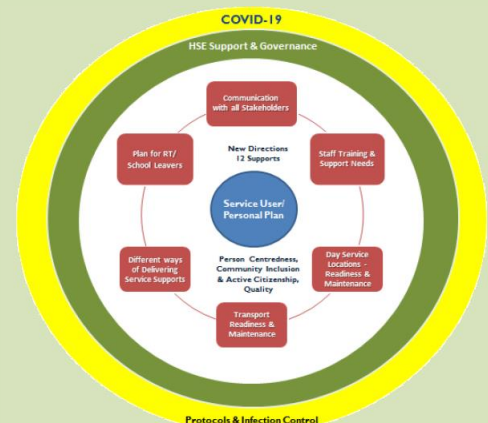 COVID-19
HSE Support & Governance
Communication
with all Stakeholders
Plan for RT/
School Leavers
New Directions
12 Supports
Staff Training &
Support Needs
Service User/
Personal Plan
Different ways
of Delivering
Service Supports
Person Centredness,
Community Inclusion
& Active Citizenship,
Quality
Day Service
Locations -
Readiness &
Maintenance
Transport
Readiness &
Maintenance
Protocols & Infection Control